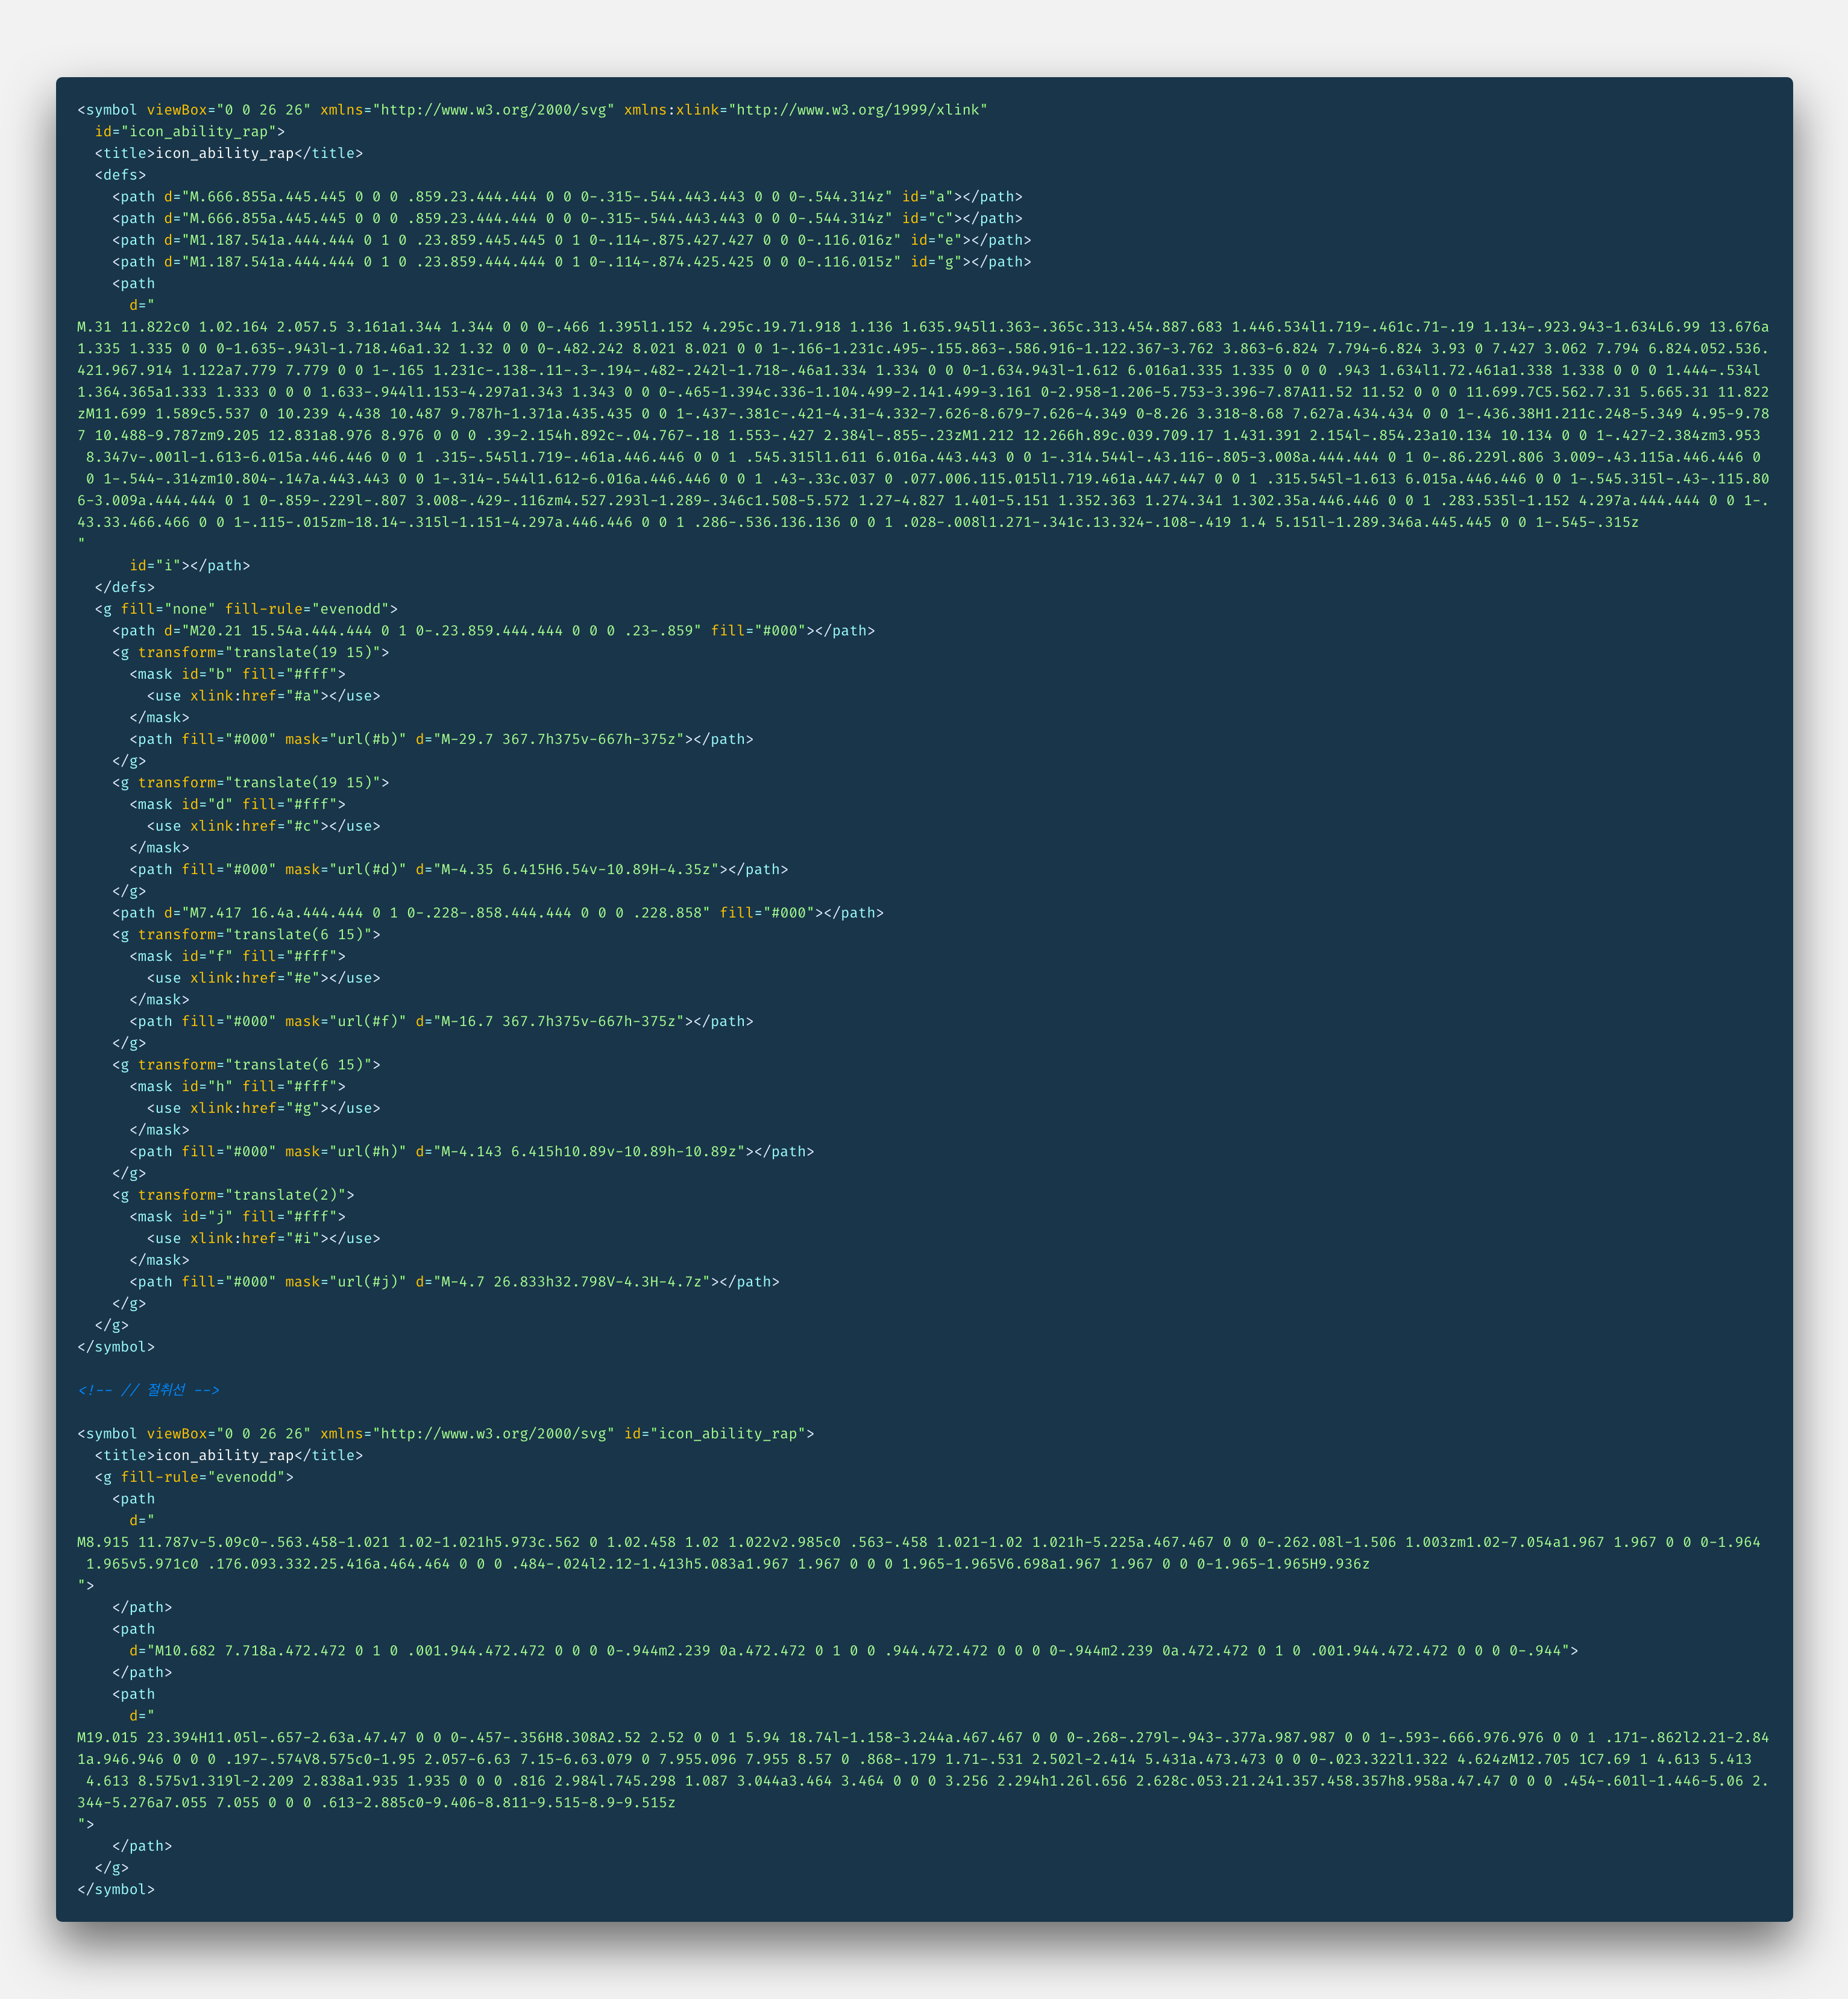 <symbol viewBox="0 0 26 26" xmlns="http://www.w3.org/2000/svg" xmlns:xlink="http://www.w3.org/1999/xlink"
  id="icon_ability_rap">
  <title>icon_ability_rap</title>
  <defs>
    <path d="M.666.855a.445.445 0 0 0 .859.23.444.444 0 0 0-.315-.544.443.443 0 0 0-.544.314z" id="a"></path>
    <path d="M.666.855a.445.445 0 0 0 .859.23.444.444 0 0 0-.315-.544.443.443 0 0 0-.544.314z" id="c"></path>
    <path d="M1.187.541a.444.444 0 1 0 .23.859.445.445 0 1 0-.114-.875.427.427 0 0 0-.116.016z" id="e"></path>
    <path d="M1.187.541a.444.444 0 1 0 .23.859.444.444 0 1 0-.114-.874.425.425 0 0 0-.116.015z" id="g"></path>
    <path
      d="
M.31 11.822c0 1.02.164 2.057.5 3.161a1.344 1.344 0 0 0-.466 1.395l1.152 4.295c.19.71.918 1.136 1.635.945l1.363-.365c.313.454.887.683 1.446.534l1.719-.461c.71-.19 1.134-.923.943-1.634L6.99 13.676a
1.335 1.335 0 0 0-1.635-.943l-1.718.46a1.32 1.32 0 0 0-.482.242 8.021 8.021 0 0 1-.166-1.231c.495-.155.863-.586.916-1.122.367-3.762 3.863-6.824 7.794-6.824 3.93 0 7.427 3.062 7.794 6.824.052.536.
421.967.914 1.122a7.779 7.779 0 0 1-.165 1.231c-.138-.11-.3-.194-.482-.242l-1.718-.46a1.334 1.334 0 0 0-1.634.943l-1.612 6.016a1.335 1.335 0 0 0 .943 1.634l1.72.461a1.338 1.338 0 0 0 1.444-.534l
1.364.365a1.333 1.333 0 0 0 1.633-.944l1.153-4.297a1.343 1.343 0 0 0-.465-1.394c.336-1.104.499-2.141.499-3.161 0-2.958-1.206-5.753-3.396-7.87A11.52 11.52 0 0 0 11.699.7C5.562.7.31 5.665.31 11.822
zM11.699 1.589c5.537 0 10.239 4.438 10.487 9.787h-1.371a.435.435 0 0 1-.437-.381c-.421-4.31-4.332-7.626-8.679-7.626-4.349 0-8.26 3.318-8.68 7.627a.434.434 0 0 1-.436.38H1.211c.248-5.349 4.95-9.78
7 10.488-9.787zm9.205 12.831a8.976 8.976 0 0 0 .39-2.154h.892c-.04.767-.18 1.553-.427 2.384l-.855-.23zM1.212 12.266h.89c.039.709.17 1.431.391 2.154l-.854.23a10.134 10.134 0 0 1-.427-2.384zm3.953
 8.347v-.001l-1.613-6.015a.446.446 0 0 1 .315-.545l1.719-.461a.446.446 0 0 1 .545.315l1.611 6.016a.443.443 0 0 1-.314.544l-.43.116-.805-3.008a.444.444 0 1 0-.86.229l.806 3.009-.43.115a.446.446 0 
 0 1-.544-.314zm10.804-.147a.443.443 0 0 1-.314-.544l1.612-6.016a.446.446 0 0 1 .43-.33c.037 0 .077.006.115.015l1.719.461a.447.447 0 0 1 .315.545l-1.613 6.015a.446.446 0 0 1-.545.315l-.43-.115.80
6-3.009a.444.444 0 1 0-.859-.229l-.807 3.008-.429-.116zm4.527.293l-1.289-.346c1.508-5.572 1.27-4.827 1.401-5.151 1.352.363 1.274.341 1.302.35a.446.446 0 0 1 .283.535l-1.152 4.297a.444.444 0 0 1-.
43.33.466.466 0 0 1-.115-.015zm-18.14-.315l-1.151-4.297a.446.446 0 0 1 .286-.536.136.136 0 0 1 .028-.008l1.271-.341c.13.324-.108-.419 1.4 5.151l-1.289.346a.445.445 0 0 1-.545-.315z
"
      id="i"></path>
  </defs>
  <g fill="none" fill-rule="evenodd">
    <path d="M20.21 15.54a.444.444 0 1 0-.23.859.444.444 0 0 0 .23-.859" fill="#000"></path>
    <g transform="translate(19 15)">
      <mask id="b" fill="#fff">
        <use xlink:href="#a"></use>
      </mask>
      <path fill="#000" mask="url(#b)" d="M-29.7 367.7h375v-667h-375z"></path>
    </g>
    <g transform="translate(19 15)">
      <mask id="d" fill="#fff">
        <use xlink:href="#c"></use>
      </mask>
      <path fill="#000" mask="url(#d)" d="M-4.35 6.415H6.54v-10.89H-4.35z"></path>
    </g>
    <path d="M7.417 16.4a.444.444 0 1 0-.228-.858.444.444 0 0 0 .228.858" fill="#000"></path>
    <g transform="translate(6 15)">
      <mask id="f" fill="#fff">
        <use xlink:href="#e"></use>
      </mask>
      <path fill="#000" mask="url(#f)" d="M-16.7 367.7h375v-667h-375z"></path>
    </g>
    <g transform="translate(6 15)">
      <mask id="h" fill="#fff">
        <use xlink:href="#g"></use>
      </mask>
      <path fill="#000" mask="url(#h)" d="M-4.143 6.415h10.89v-10.89h-10.89z"></path>
    </g>
    <g transform="translate(2)">
      <mask id="j" fill="#fff">
        <use xlink:href="#i"></use>
      </mask>
      <path fill="#000" mask="url(#j)" d="M-4.7 26.833h32.798V-4.3H-4.7z"></path>
    </g>
  </g>
</symbol>

<!-- // 절취선 -->

<symbol viewBox="0 0 26 26" xmlns="http://www.w3.org/2000/svg" id="icon_ability_rap">
  <title>icon_ability_rap</title>
  <g fill-rule="evenodd">
    <path
      d="
M8.915 11.787v-5.09c0-.563.458-1.021 1.02-1.021h5.973c.562 0 1.02.458 1.02 1.022v2.985c0 .563-.458 1.021-1.02 1.021h-5.225a.467.467 0 0 0-.262.08l-1.506 1.003zm1.02-7.054a1.967 1.967 0 0 0-1.964
 1.965v5.971c0 .176.093.332.25.416a.464.464 0 0 0 .484-.024l2.12-1.413h5.083a1.967 1.967 0 0 0 1.965-1.965V6.698a1.967 1.967 0 0 0-1.965-1.965H9.936z
">
    </path>
    <path
      d="M10.682 7.718a.472.472 0 1 0 .001.944.472.472 0 0 0 0-.944m2.239 0a.472.472 0 1 0 0 .944.472.472 0 0 0 0-.944m2.239 0a.472.472 0 1 0 .001.944.472.472 0 0 0 0-.944">
    </path>
    <path
      d="
M19.015 23.394H11.05l-.657-2.63a.47.47 0 0 0-.457-.356H8.308A2.52 2.52 0 0 1 5.94 18.74l-1.158-3.244a.467.467 0 0 0-.268-.279l-.943-.377a.987.987 0 0 1-.593-.666.976.976 0 0 1 .171-.862l2.21-2.84
1a.946.946 0 0 0 .197-.574V8.575c0-1.95 2.057-6.63 7.15-6.63.079 0 7.955.096 7.955 8.57 0 .868-.179 1.71-.531 2.502l-2.414 5.431a.473.473 0 0 0-.023.322l1.322 4.624zM12.705 1C7.69 1 4.613 5.413
 4.613 8.575v1.319l-2.209 2.838a1.935 1.935 0 0 0 .816 2.984l.745.298 1.087 3.044a3.464 3.464 0 0 0 3.256 2.294h1.26l.656 2.628c.053.21.241.357.458.357h8.958a.47.47 0 0 0 .454-.601l-1.446-5.06 2.
344-5.276a7.055 7.055 0 0 0 .613-2.885c0-9.406-8.811-9.515-8.9-9.515z
">
    </path>
  </g>
</symbol>